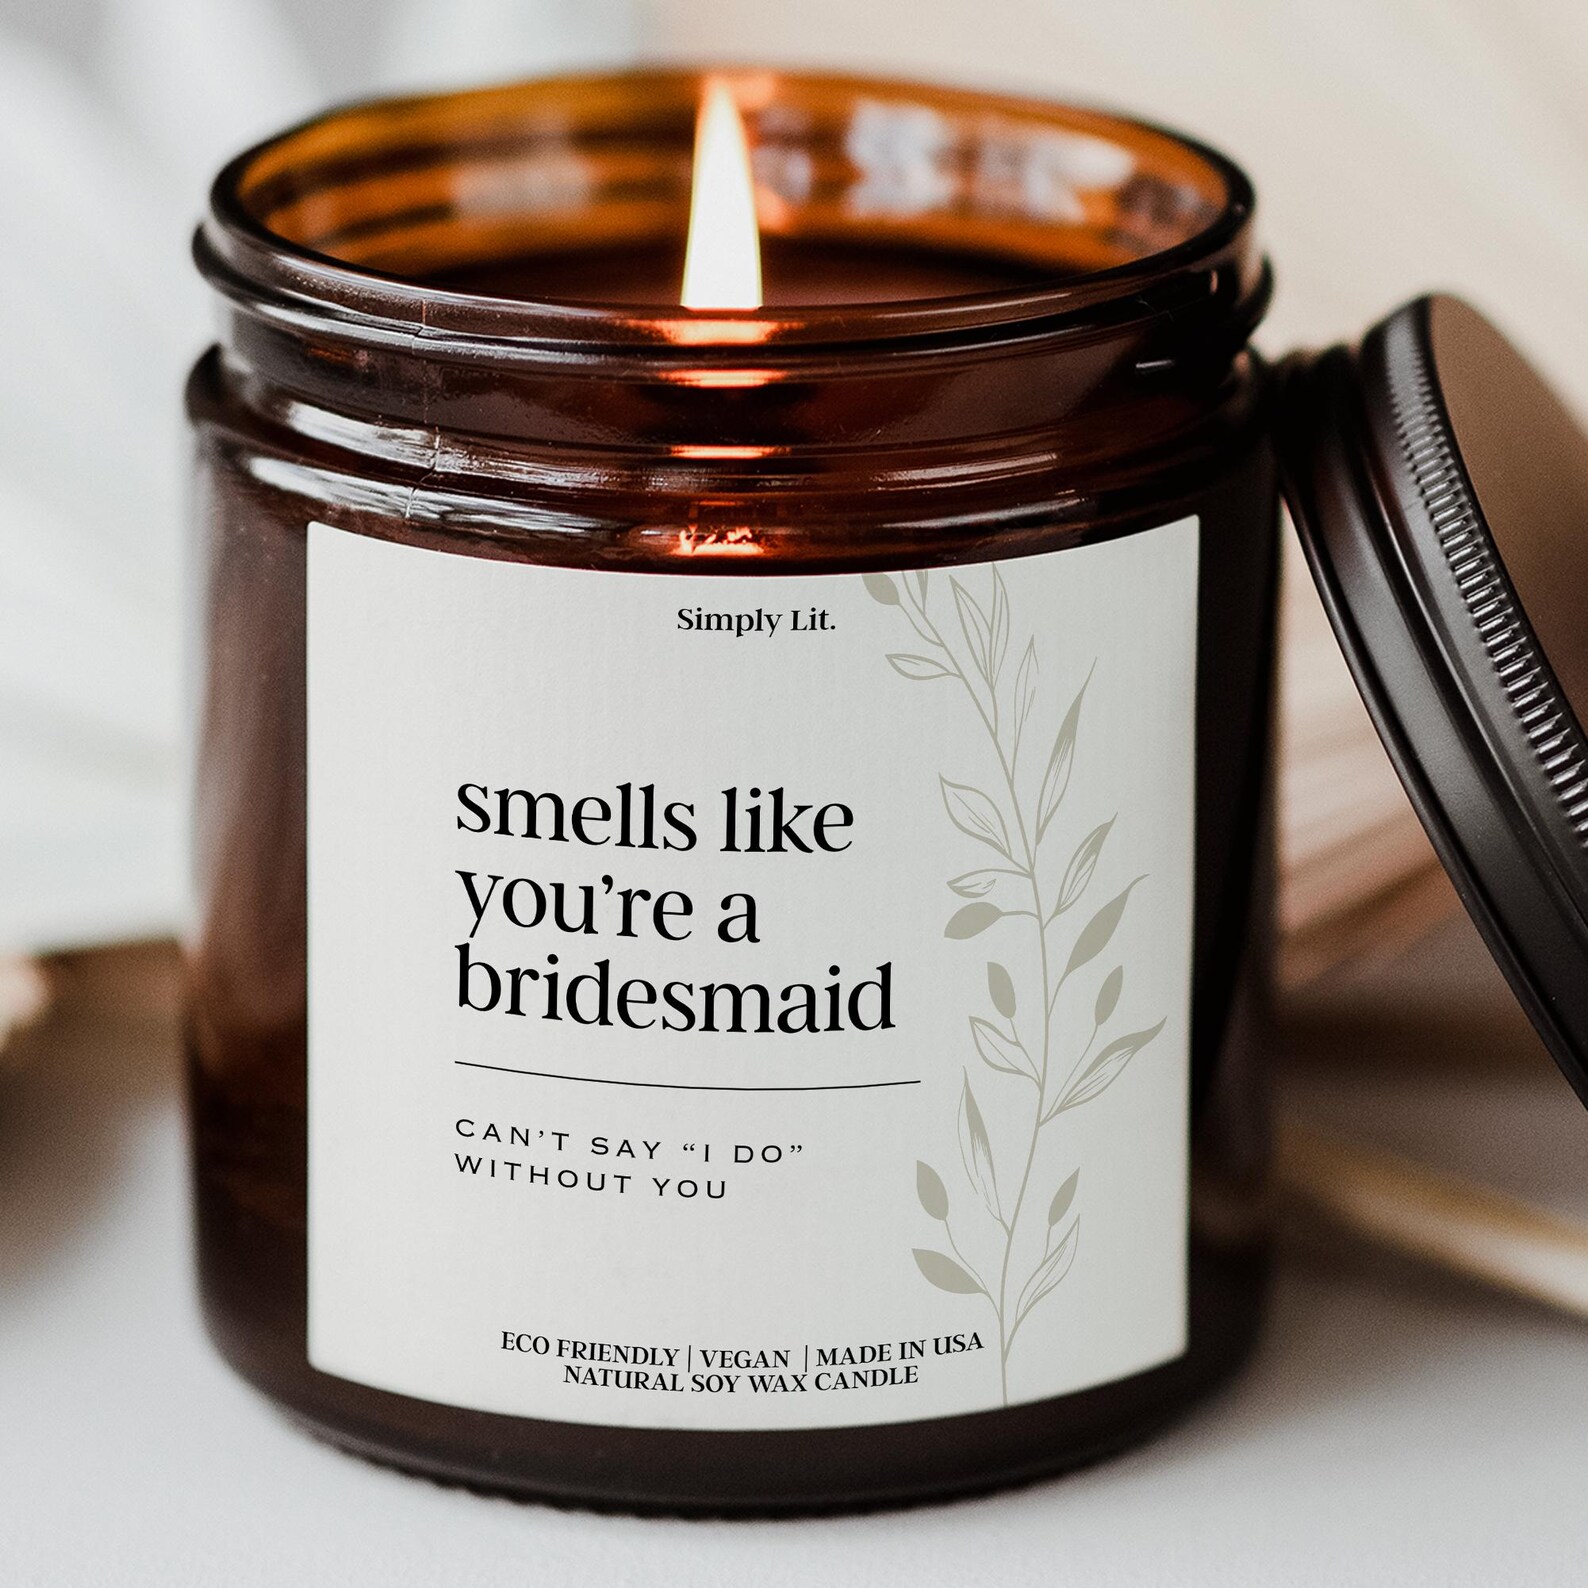 Simply Lit.
smells like
you're a
bridesmaid
CAN'T SAY “I DO”
WITHOUT YOU
ECO FRIENDLY | VEGAN | MADE IN USA
NATURAL SOY WAX CANDLE